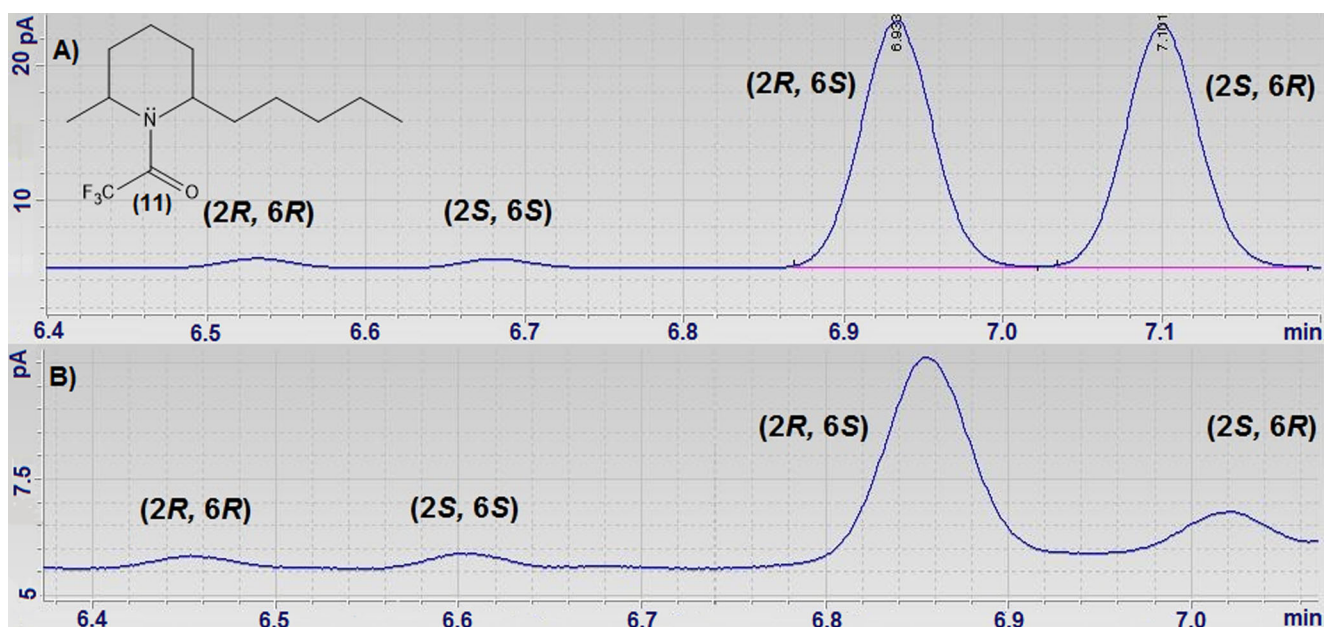 A)
20 pA
10
N
H
F₃C
O
(11)
(2R, 6R)
(2S, 6S)
(2R, 6S)
6.933
(2S, 6R)
7.101
6.4 6.5 6.6 6.7 6.8 6.9 7.0 7.1 min
B)
pA
7.5
5
(2R, 6R)
(2S, 6S)
(2R, 6S)
(2S, 6R)
6.4 6.5 6.6 6.7 6.8 6.9 7.0 min